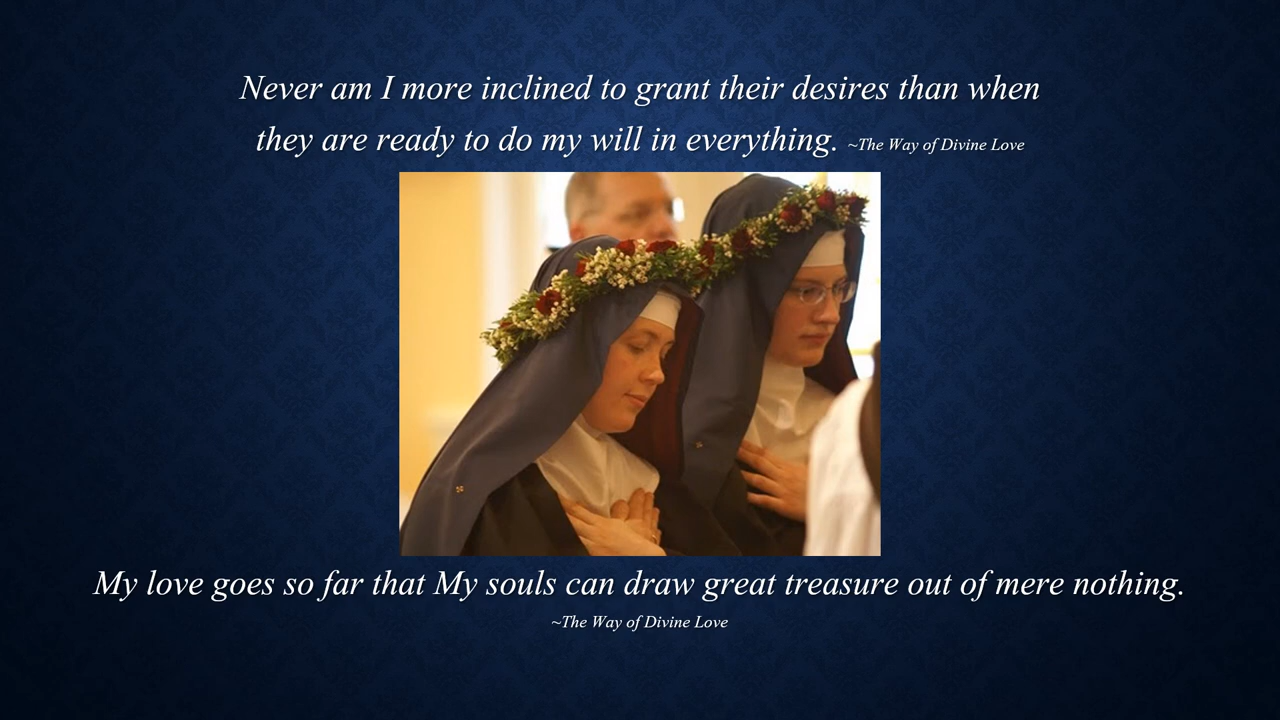 Never am I more inclined to grant their desires than when
they are ready to do my will in everything. ~The Way of Divine Love
My love goes so far that My souls can draw great treasure out of mere nothing.
~The Way of Divine Love